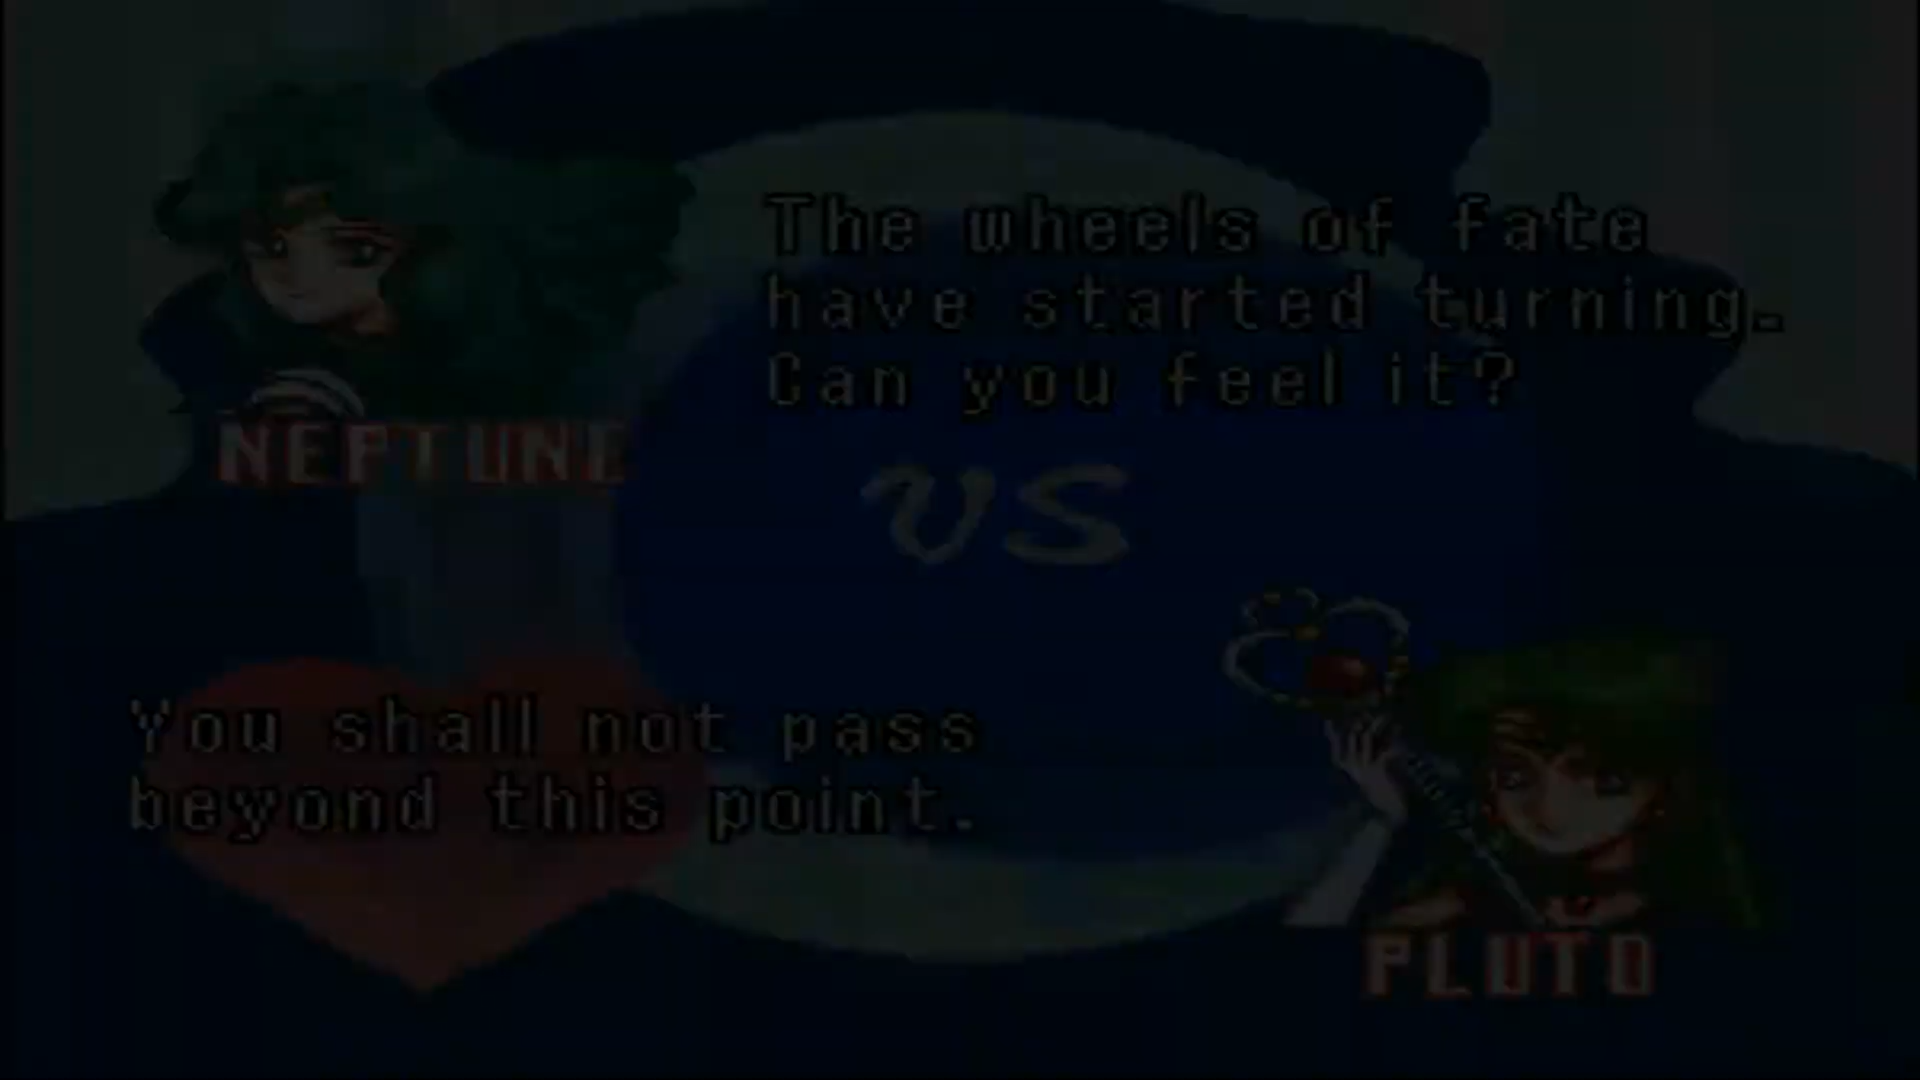 The wheels of fate
have started turning.
Can you feel it?
NEPTUNE
VS
You shall not pass
beyond this point.
PLUTO